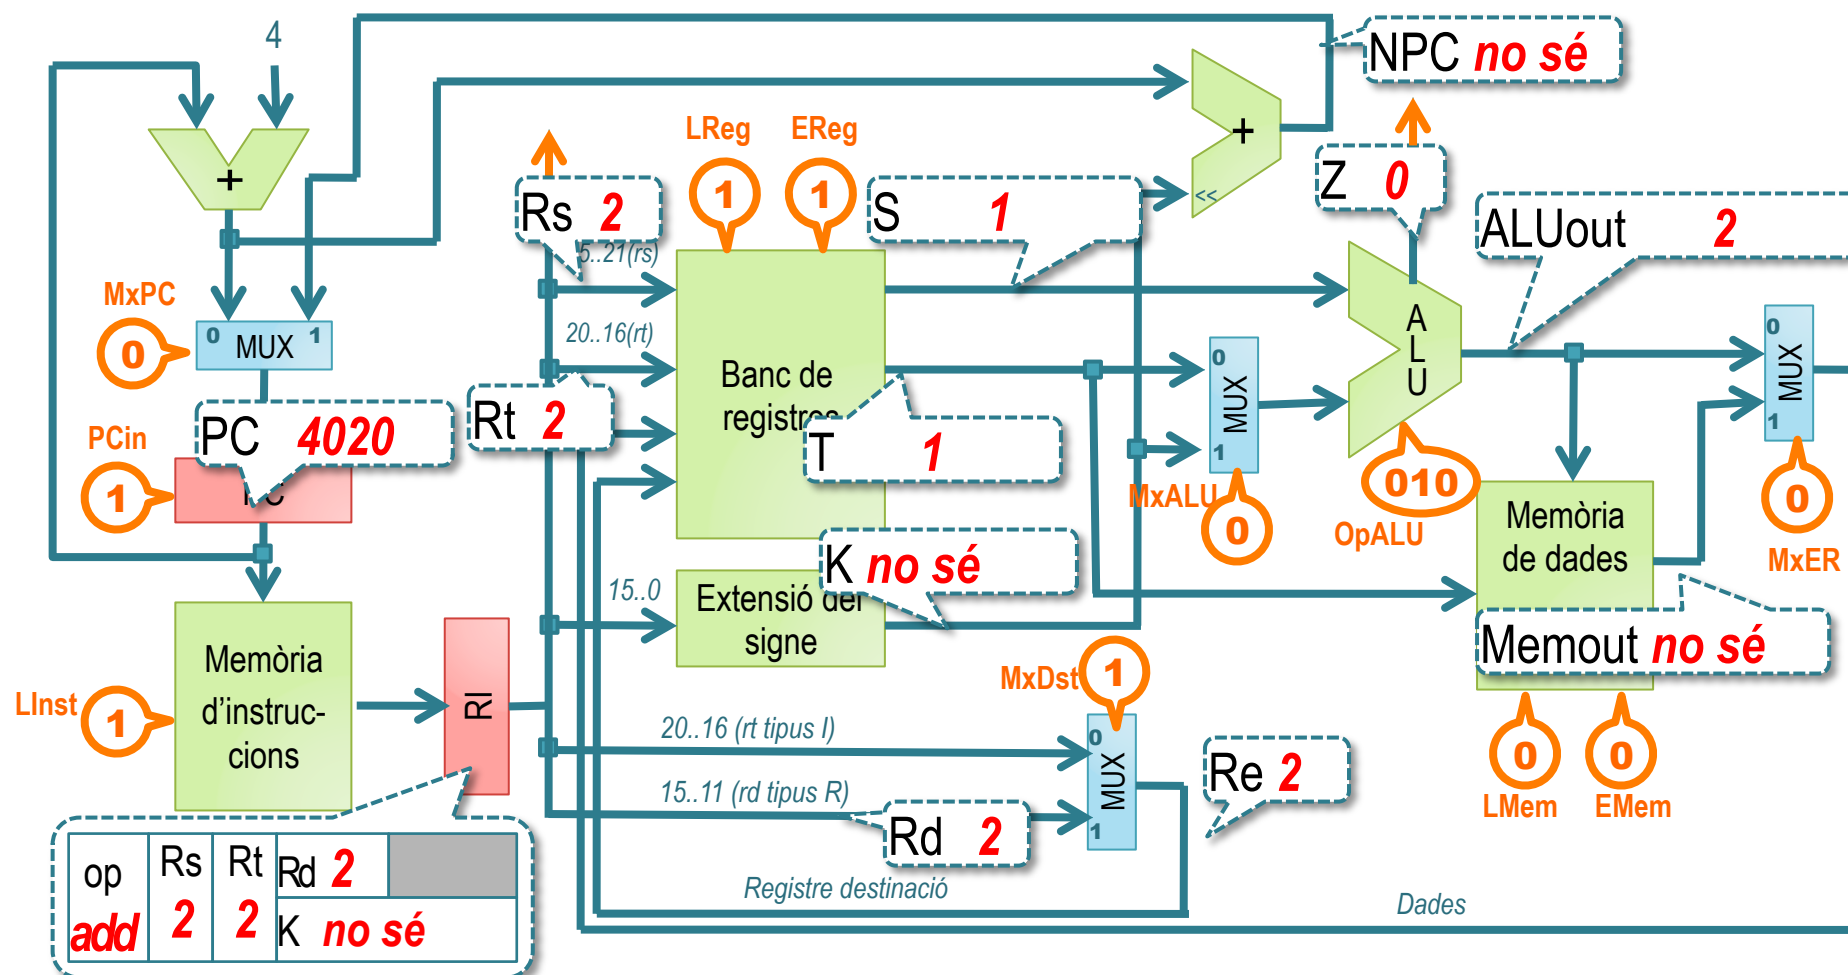 4
NPC no sé
LReg
EReg
1
1
+
+
<<
Z 0
Rs 2
S 1
5..21(rs)
ALUout 2
MxPC
0
0
1
MUX
20..16(rt)
Banc de
registres
A
L
U
0
MUX
1
0
MUX
1
PC 4020
PCin
1
Rt 2
T 1
MxALU
0
010
OpALU
Memòria
de dades
0
MxER
K no sé
15..0
Extensió del
signe
Memout no sé
Memòria
d'instruc-
cions
LInst
1
RI
MxDst
1
20..16 (rt tipus I)
0
MUX
1
Re 2
0
0
LMem
EMem
15..11 (rd tipus R)
Rd 2
op
add
Rs
2
Rt
2
Rd 2
K no sé
Registre destinació
Dades